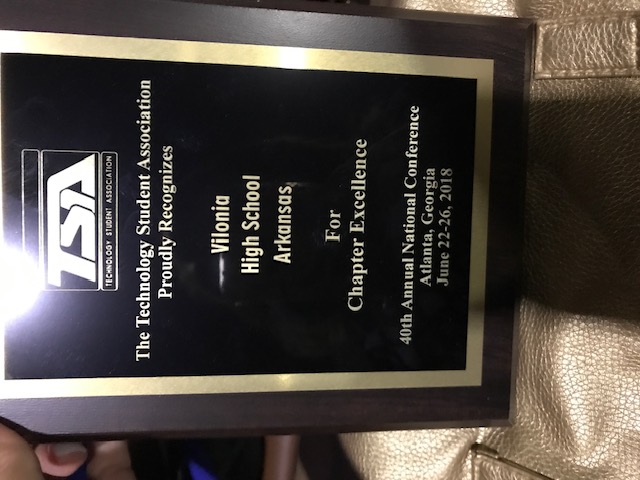 TSA
TECHNOLOGY STUDENT ASSOCIATION
The Technology Student Association
Proudly Recognizes
Vilonia
High School
Arkansas
For
Chapter Excellence
40th Annual National Conference
Atlanta, Georgia
June 22-26, 2018